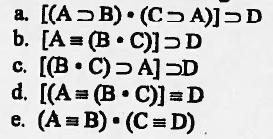 a. [(A ⊃ B) • (C ⊃ A)] ⊃ D
b. [A ≡ (B • C)] ⊃ D
c. [(B • C) ⊃ A] ⊃D
d. [(A ≡ (B • C)] ≡ D
e. (A ≡ B) • (C ≡ D)